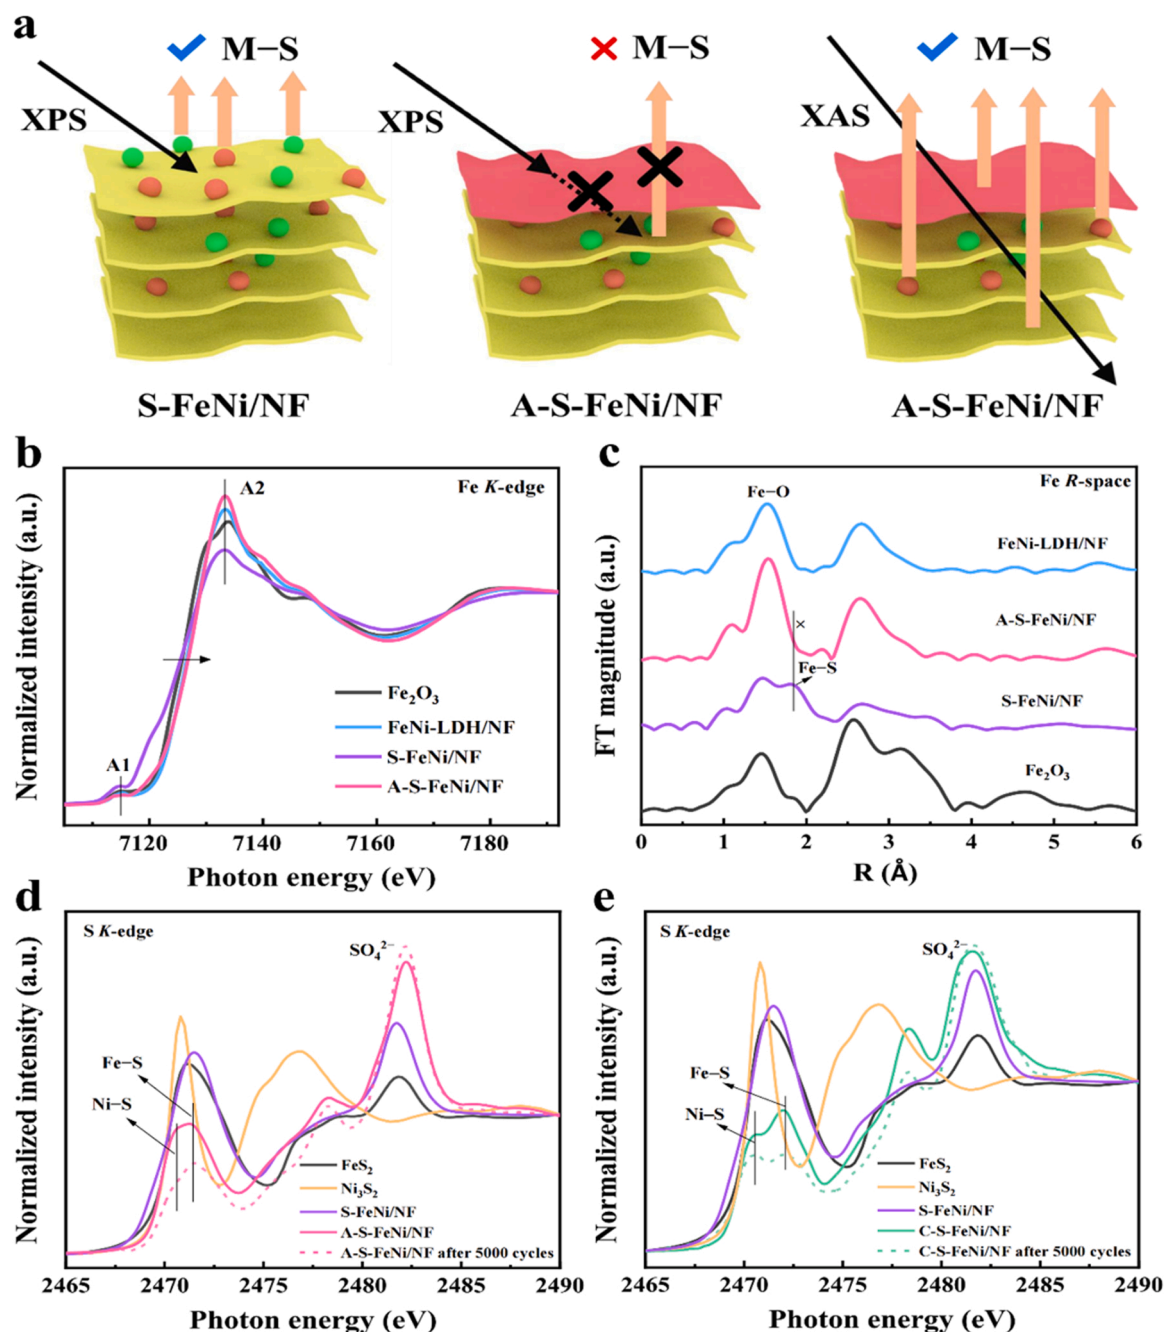 a
M–S
M–S
M–S
XPS
XPS
XAS
S-FeNi/NF
A-S-FeNi/NF
A-S-FeNi/NF
b
A2
Fe K-edge
Normalized intensity (a.u.)
A1
Fe₂O₃
FeNi-LDH/NF
S-FeNi/NF
A-S-FeNi/NF
7120
7140
7160
7180
Photon energy (eV)
c
Fe R-space
Fe–O
FT magnitude (a.u.)
FeNi-LDH/NF
×
A-S-FeNi/NF
Fe–S
S-FeNi/NF
Fe₂O₃
0
1
2
3
4
5
6
R (Å)
d
S K-edge
SO₄²⁻
Normalized intensity (a.u.)
Fe–S
Ni–S
FeS₂
Ni₃S₂
S-FeNi/NF
A-S-FeNi/NF
A-S-FeNi/NF after 5000 cycles
2465
2470
2475
2480
2485
2490
Photon energy (eV)
e
S K-edge
SO₄²⁻
Normalized intensity (a.u.)
Fe–S
Ni–S
FeS₂
Ni₃S₂
S-FeNi/NF
C-S-FeNi/NF
C-S-FeNi/NF after 5000 cycles
2465
2470
2475
2480
2485
2490
Photon energy (eV)